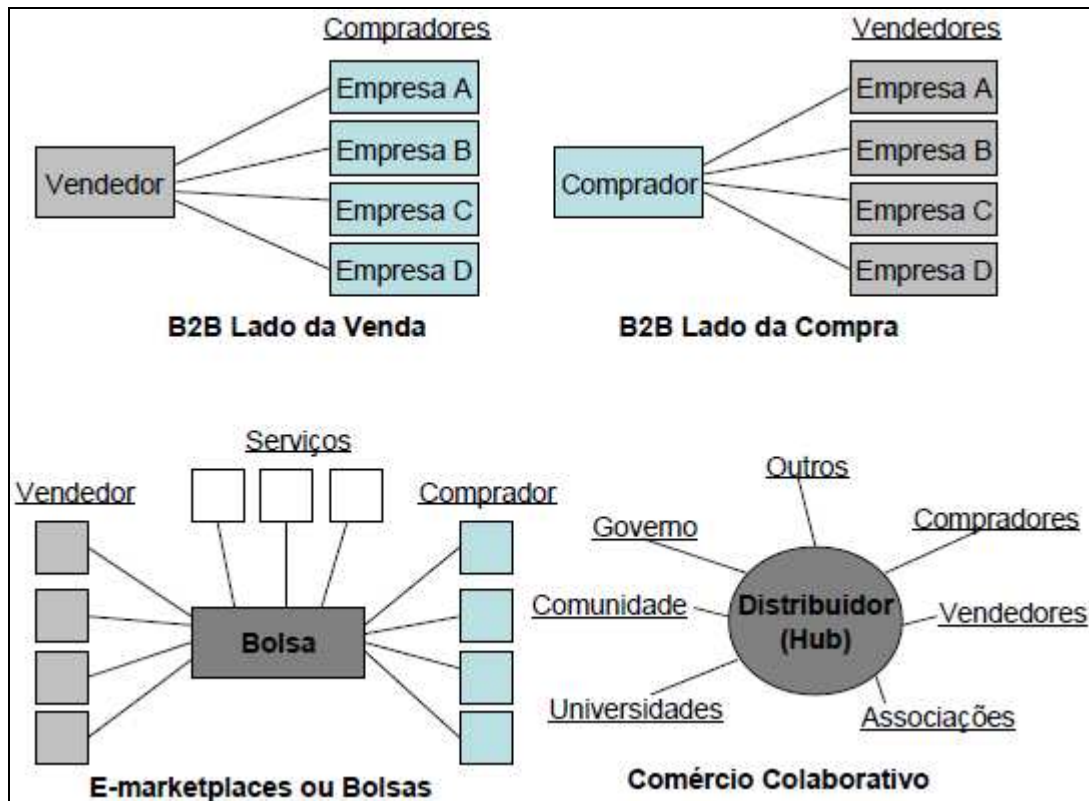 Compradores
Empresa A
Empresa B
Vendedor
Empresa C
Empresa D
B2B Lado da Venda
Vendedores
Empresa A
Empresa B
Comprador
Empresa C
Empresa D
B2B Lado da Compra
Serviços
Vendedor
Comprador
Bolsa
E-marketplaces ou Bolsas
Outros
Governo
Compradores
Comunidade
Distribuidor
(Hub)
Vendedores
Universidades
Associações
Comércio Colaborativo